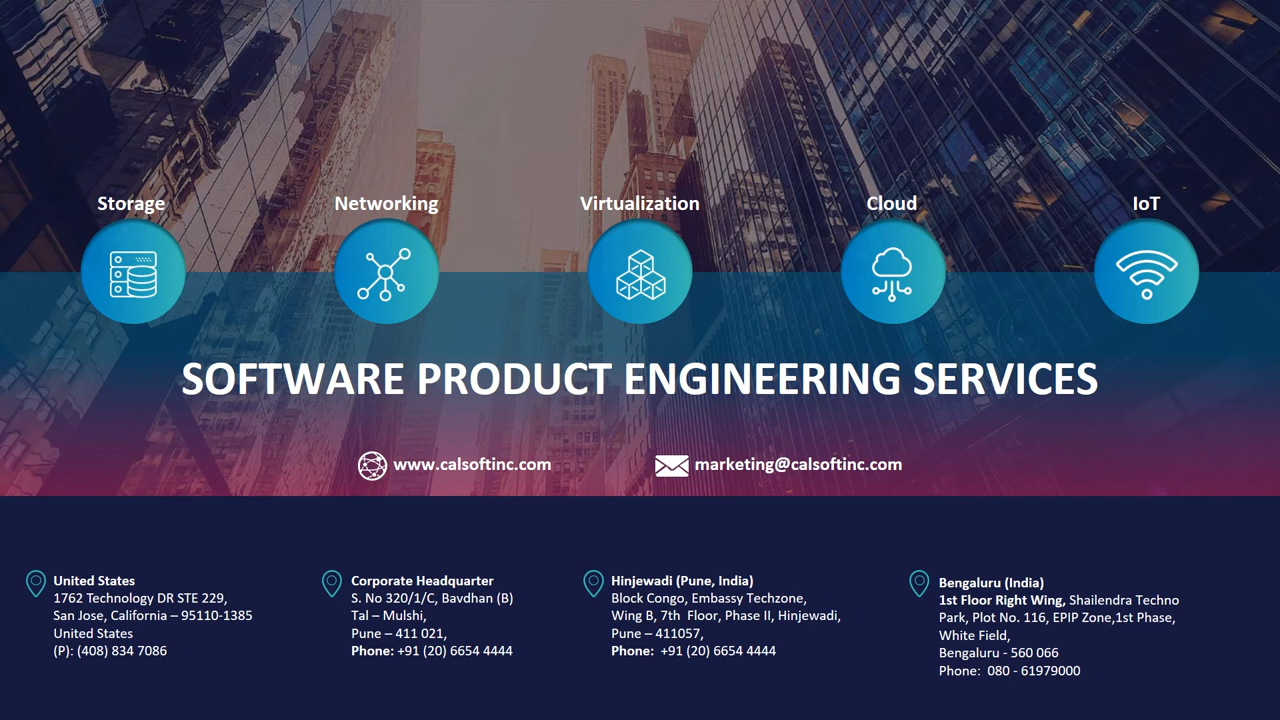 Storage
Networking
Virtualization
Cloud
IoT
SOFTWARE PRODUCT ENGINEERING SERVICES
www.calsoftinc.com
marketing@calsoftinc.com
United States
1762 Technology DR STE 229,
San Jose, California – 95110-1385
United States
(P): (408) 834 7086
Corporate Headquarter
S. No 320/1/C, Bavdhan (B)
Tal – Mulshi,
Pune – 411 021,
Phone: +91 (20) 6654 4444
Hinjewadi (Pune, India)
Block Congo, Embassy Techzone,
Wing B, 7th  Floor, Phase II, Hinjewadi,
Pune – 411057,
Phone:  +91 (20) 6654 4444
Bengaluru (India)
1st Floor Right Wing, Shailendra Techno
Park, Plot No. 116, EPIP Zone,1st Phase,
White Field,
Bengaluru - 560 066
Phone:  080 - 61979000